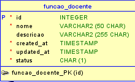 funcao_docente
P * id INTEGER
* nome VARCHAR2 (50 CHAR)
* descricao VARCHAR2 (255 CHAR)
* created_at TIMESTAMP
* updated_at TIMESTAMP
* status CHAR (1)
funcao_docente_PK (id)